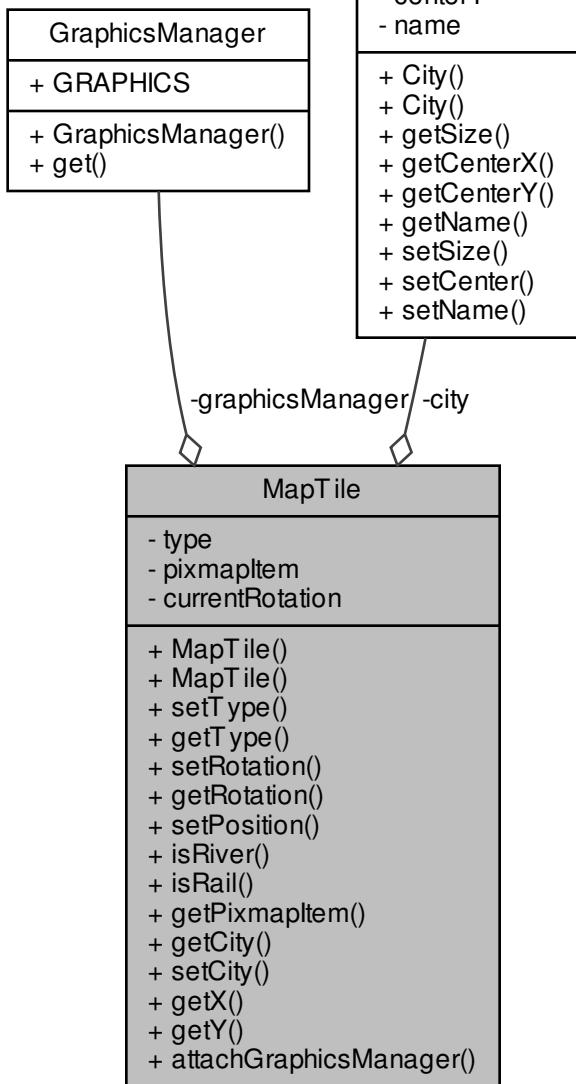 GraphicsManager
+ GRAPHICS
+ GraphicsManager()
+ get()
- name
+ City()
+ City()
+ getSize()
+ getCenterX()
+ getCenterY()
+ getName()
+ setSize()
+ setCenter()
+ setName()
-graphicsManager
-city
MapTile
- type
- pixmapItem
- currentRotation
+ MapTile()
+ MapTile()
+ setType()
+ getType()
+ setRotation()
+ getRotation()
+ setPosition()
+ isRiver()
+ isRail()
+ getPixmapItem()
+ getCity()
+ setCity()
+ getX()
+ getY()
+ attachGraphicsManager()